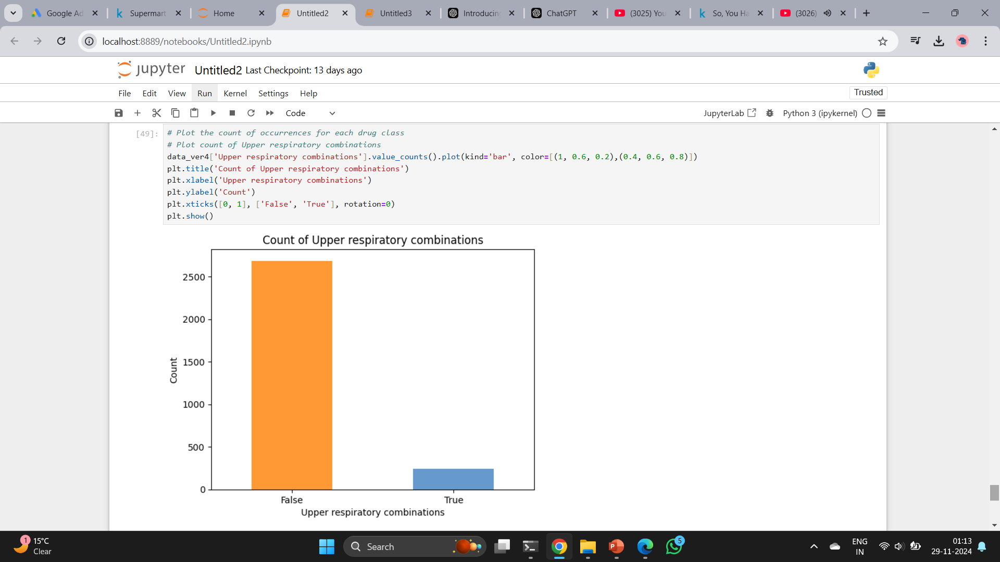 Google Ad
Supermart
Home
Untitled2
Untitled3
Introducin
ChatGPT
(3025) You
So, You Ha
(3026)
localhost:8889/notebooks/Untitled2.ipynb
jupyter Untitled2 Last Checkpoint: 13 days ago
File Edit View Run Kernel Settings Help
Trusted
Code
JupyterLab
Python 3 (ipykernel)
[49]:
# Plot the count of occurrences for each drug class
# Plot count of Upper respiratory combinations
data_ver4['Upper respiratory combinations'].value_counts().plot(kind='bar', color=[(1, 0.6, 0.2),(0.4, 0.6, 0.8)])
plt.title('Count of Upper respiratory combinations')
plt.xlabel('Upper respiratory combinations')
plt.ylabel('Count')
plt.xticks([0, 1], ['False', 'True'], rotation=0)
plt.show()
Count of Upper respiratory combinations
2500
2000
1500
1000
500
0
Count
False True
Upper respiratory combinations
1
15°C
Clear
Search
5
ENG
IN
01:13
29-11-2024